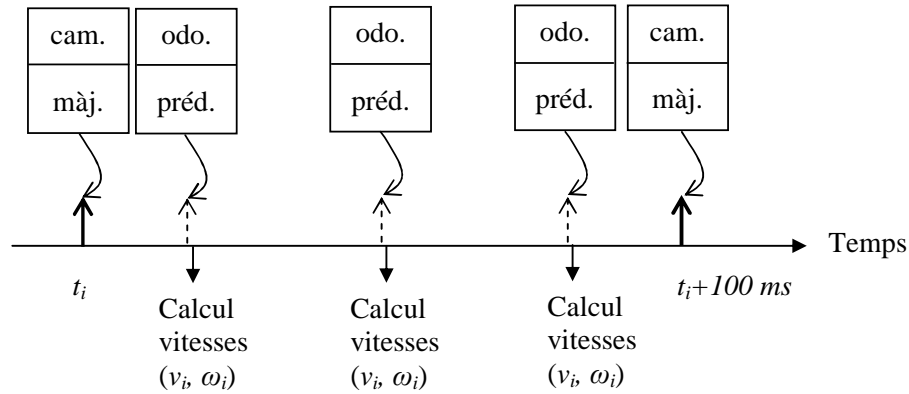 cam.
odo.
odo.
odo.
cam.
màj.
préd.
préd.
préd.
màj.
Temps
t_i
t_i+100 ms
Calcul
vitesses
(v_i, ω_i)
Calcul
vitesses
(v_i, ω_i)
Calcul
vitesses
(v_i, ω_i)